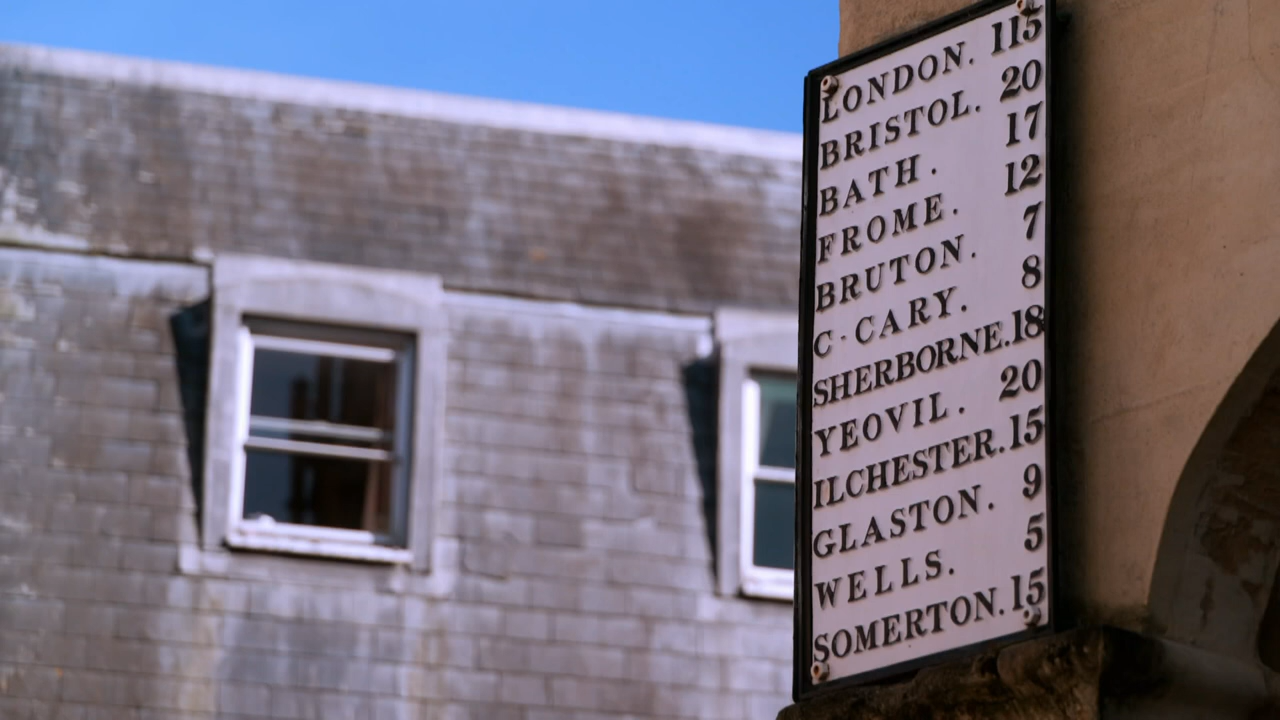 LONDON. 115
BRISTOL. 20
BATH. 17
FROME. 12
BRUTON. 7
C·CARY. 8
SHERBORNE. 18
YEOVIL. 20
ILCHESTER. 15
GLASTON. 9
WELLS. 5
SOMERTON. 15